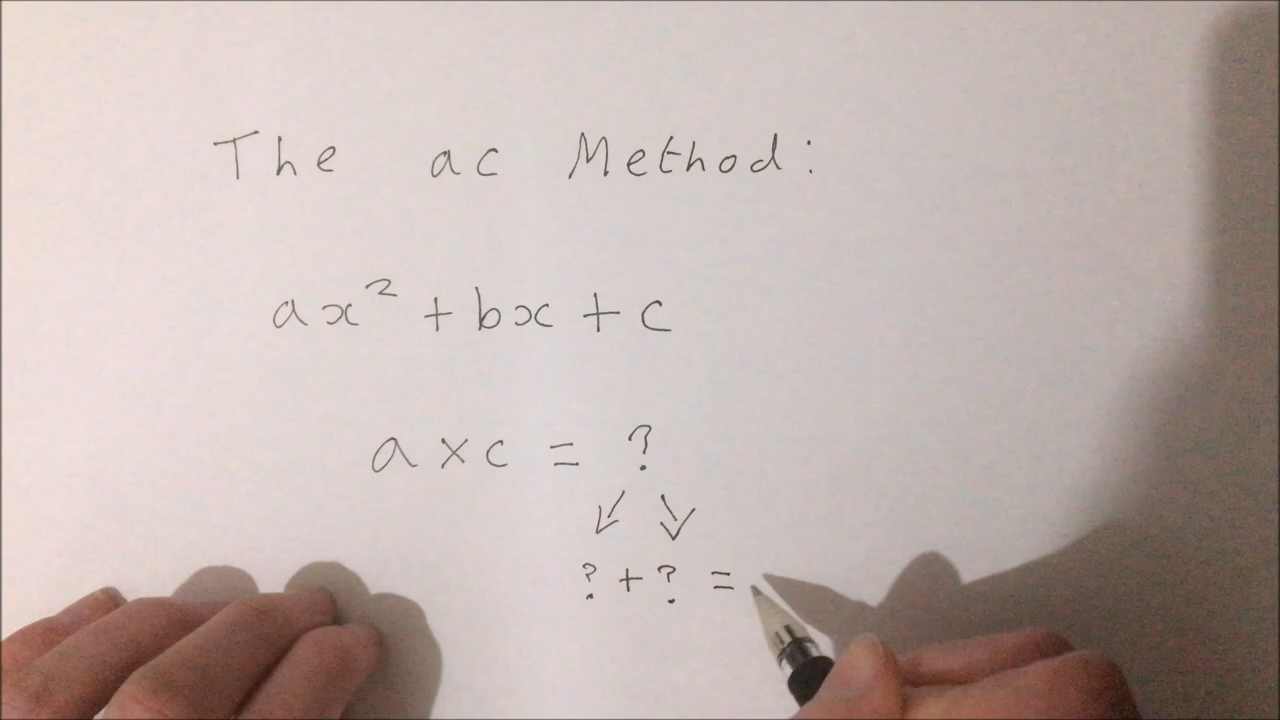 The ac Method:
ax² + bx + c
a × c = ?
↙ ↘
? + ? =